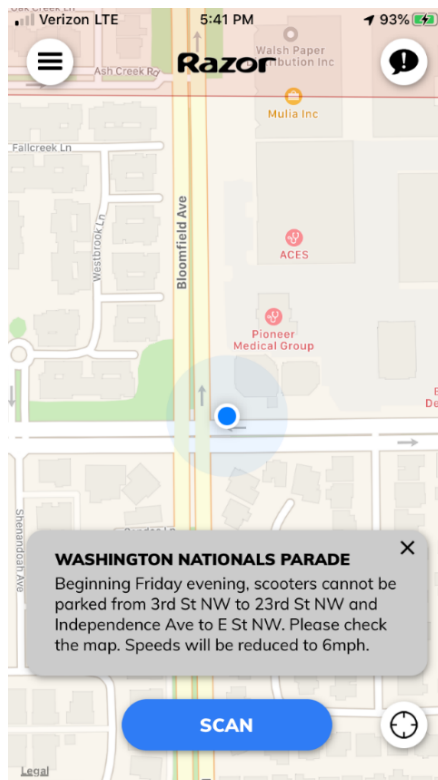 Verizon LTE 5:41 PM 93%
Razor
Walsh Paper
Distribution Inc
Ash Creek Rd
Mulia Inc
Fallcreek Ln
Westbrook Ln
Bloomfield Ave
ACES
Pioneer
Medical Group
De
Shenandoah Ave
WASHINGTON NATIONALS PARADE
Beginning Friday evening, scooters cannot be
parked from 3rd St NW to 23rd St NW and
Independence Ave to E St NW. Please check
the map. Speeds will be reduced to 6mph.
SCAN
Legal